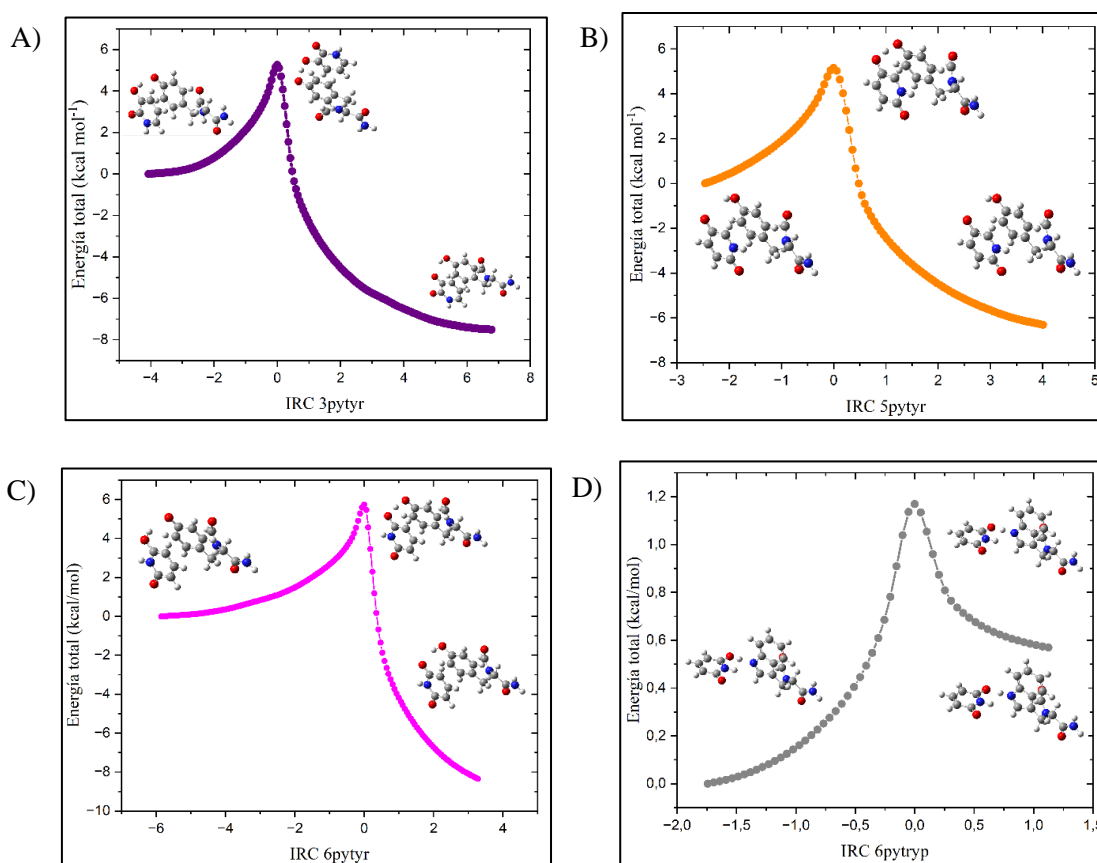 A)
Energía total (kcal mol⁻¹)
6
4
2
0
−2
−4
−6
−8
−4 −2 0 2 4 6 8
IRC 3pytyr
B)
Energía total (kcal mol⁻¹)
8
6
4
2
0
−2
−4
−6
−8
−3 −2 −1 0 1 2 3 4 5
IRC 5pytyr
C)
Energía total (kcal/mol)
6
4
2
0
−2
−4
−6
−8
−10
−6 −4 −2 0 2 4
IRC 6pytyr
D)
Energía total (kcal/mol)
1,2
1,0
0,8
0,6
0,4
0,2
0,0
−2,0 −1,5 −1,0 −0,5 0,0 0,5 1,0 1,5
IRC 6pytryp